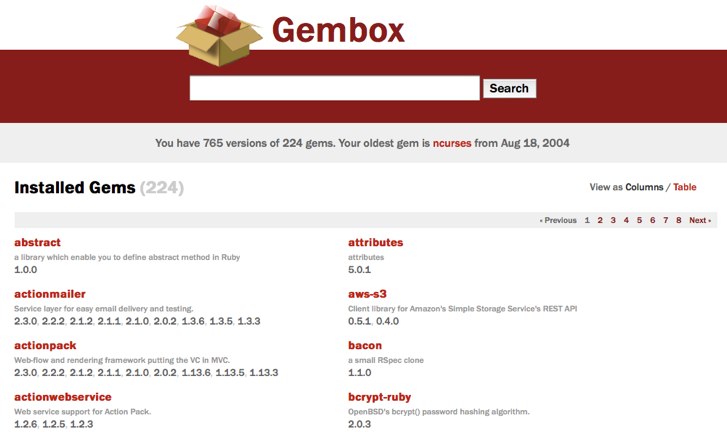 Gembox
Search
You have 765 versions of 224 gems. Your oldest gem is ncurses from Aug 18, 2004
Installed Gems (224)
View as Columns / Table
‹ Previous 1 2 3 4 5 6 7 8 Next ›
abstract
a library which enable you to define abstract method in Ruby
1.0.0
actionmailer
Service layer for easy email delivery and testing.
2.3.0, 2.2.2, 2.1.2, 2.1.1, 2.1.0, 2.0.2, 1.3.6, 1.3.5, 1.3.3
actionpack
Web-flow and rendering framework putting the VC in MVC.
2.3.0, 2.2.2, 2.1.2, 2.1.1, 2.1.0, 2.0.2, 1.13.6, 1.13.5, 1.13.3
actionwebservice
Web service support for Action Pack.
1.2.6, 1.2.5, 1.2.3
attributes
attributes
5.0.1
aws-s3
Client library for Amazon's Simple Storage Service's REST API
0.5.1, 0.4.0
bacon
a small RSpec clone
1.1.0
bcrypt-ruby
OpenBSD's bcrypt() password hashing algorithm.
2.0.3